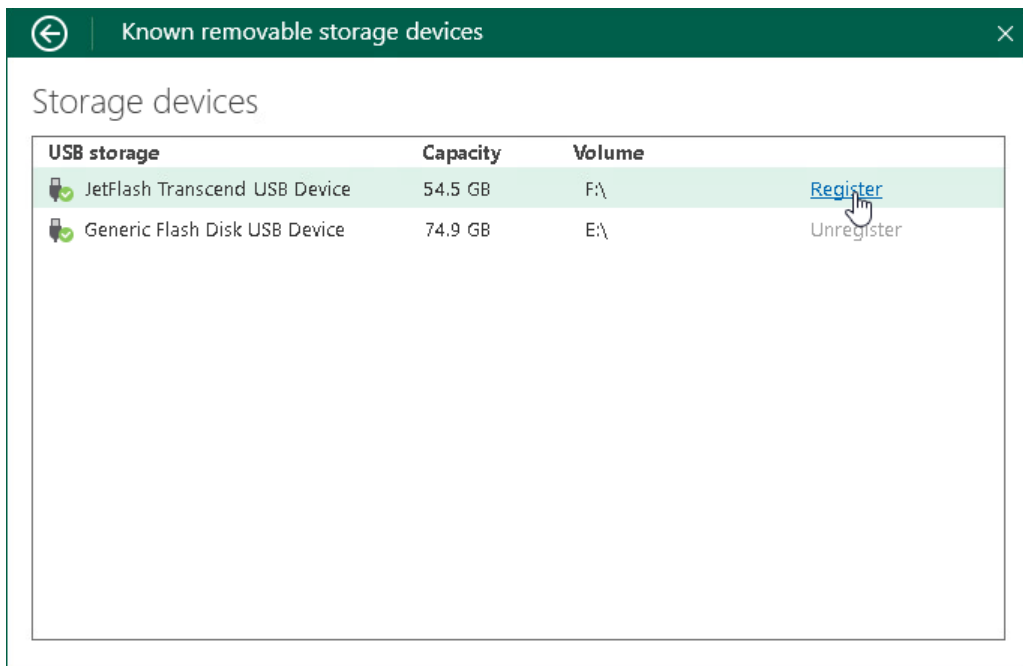 Known removable storage devices
Storage devices
USB storage Capacity Volume
JetFlash Transcend USB Device 54.5 GB F:\ Register
Generic Flash Disk USB Device 74.9 GB E:\ Unregister